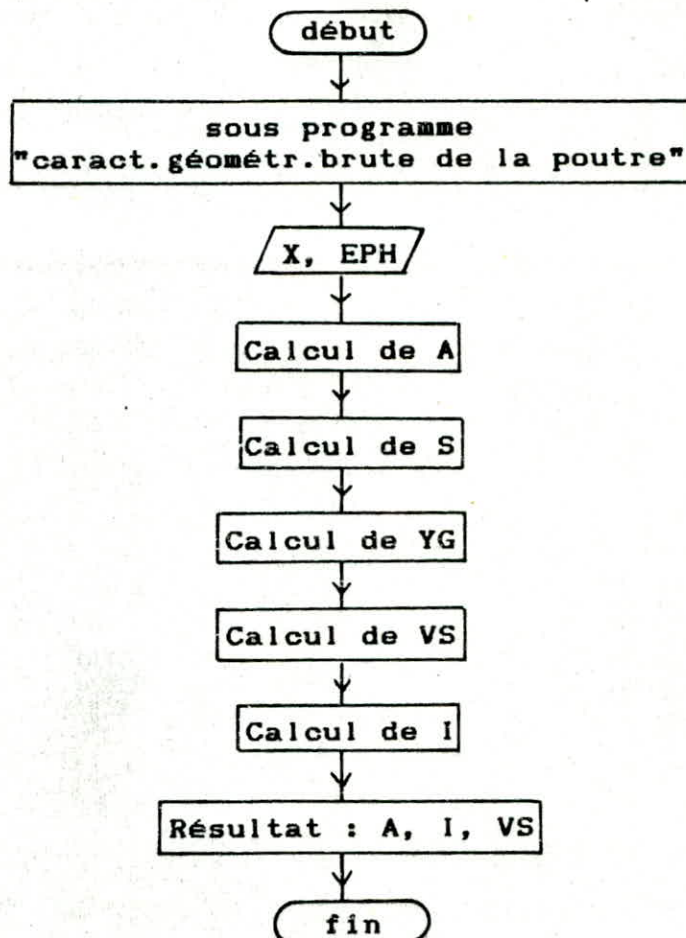 début
sous programme
"caract.géométr.brute de la poutre"
X, EPH
Calcul de A
Calcul de S
Calcul de YG
Calcul de VS
Calcul de I
Résultat : A, I, VS
fin